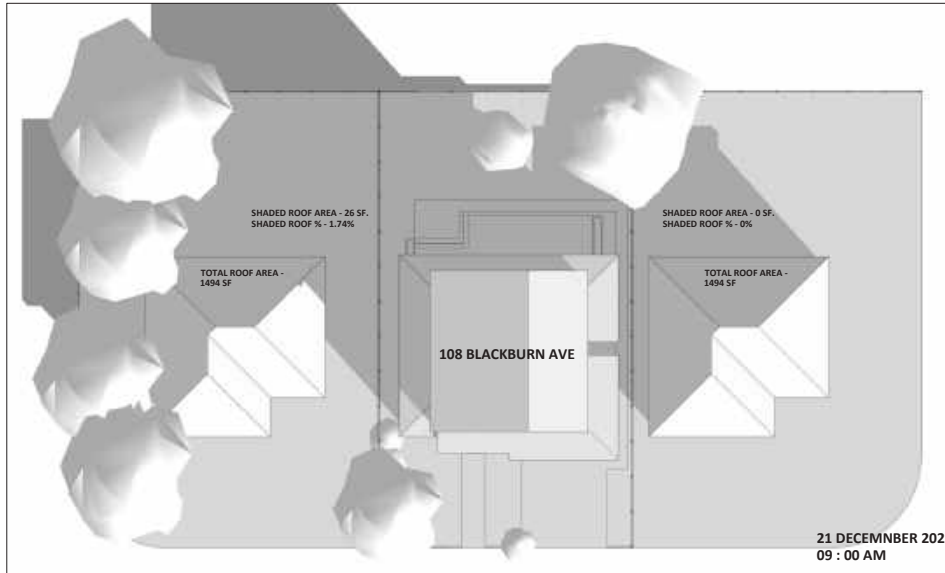 SHADED ROOF AREA - 26 SF.
SHADED ROOF % - 1.74%
SHADED ROOF AREA - 0 SF.
SHADED ROOF % - 0%
TOTAL ROOF AREA -
1494 SF
TOTAL ROOF AREA -
1494 SF
108 BLACKBURN AVE
21 DECEMNBER 202
09 : 00 AM